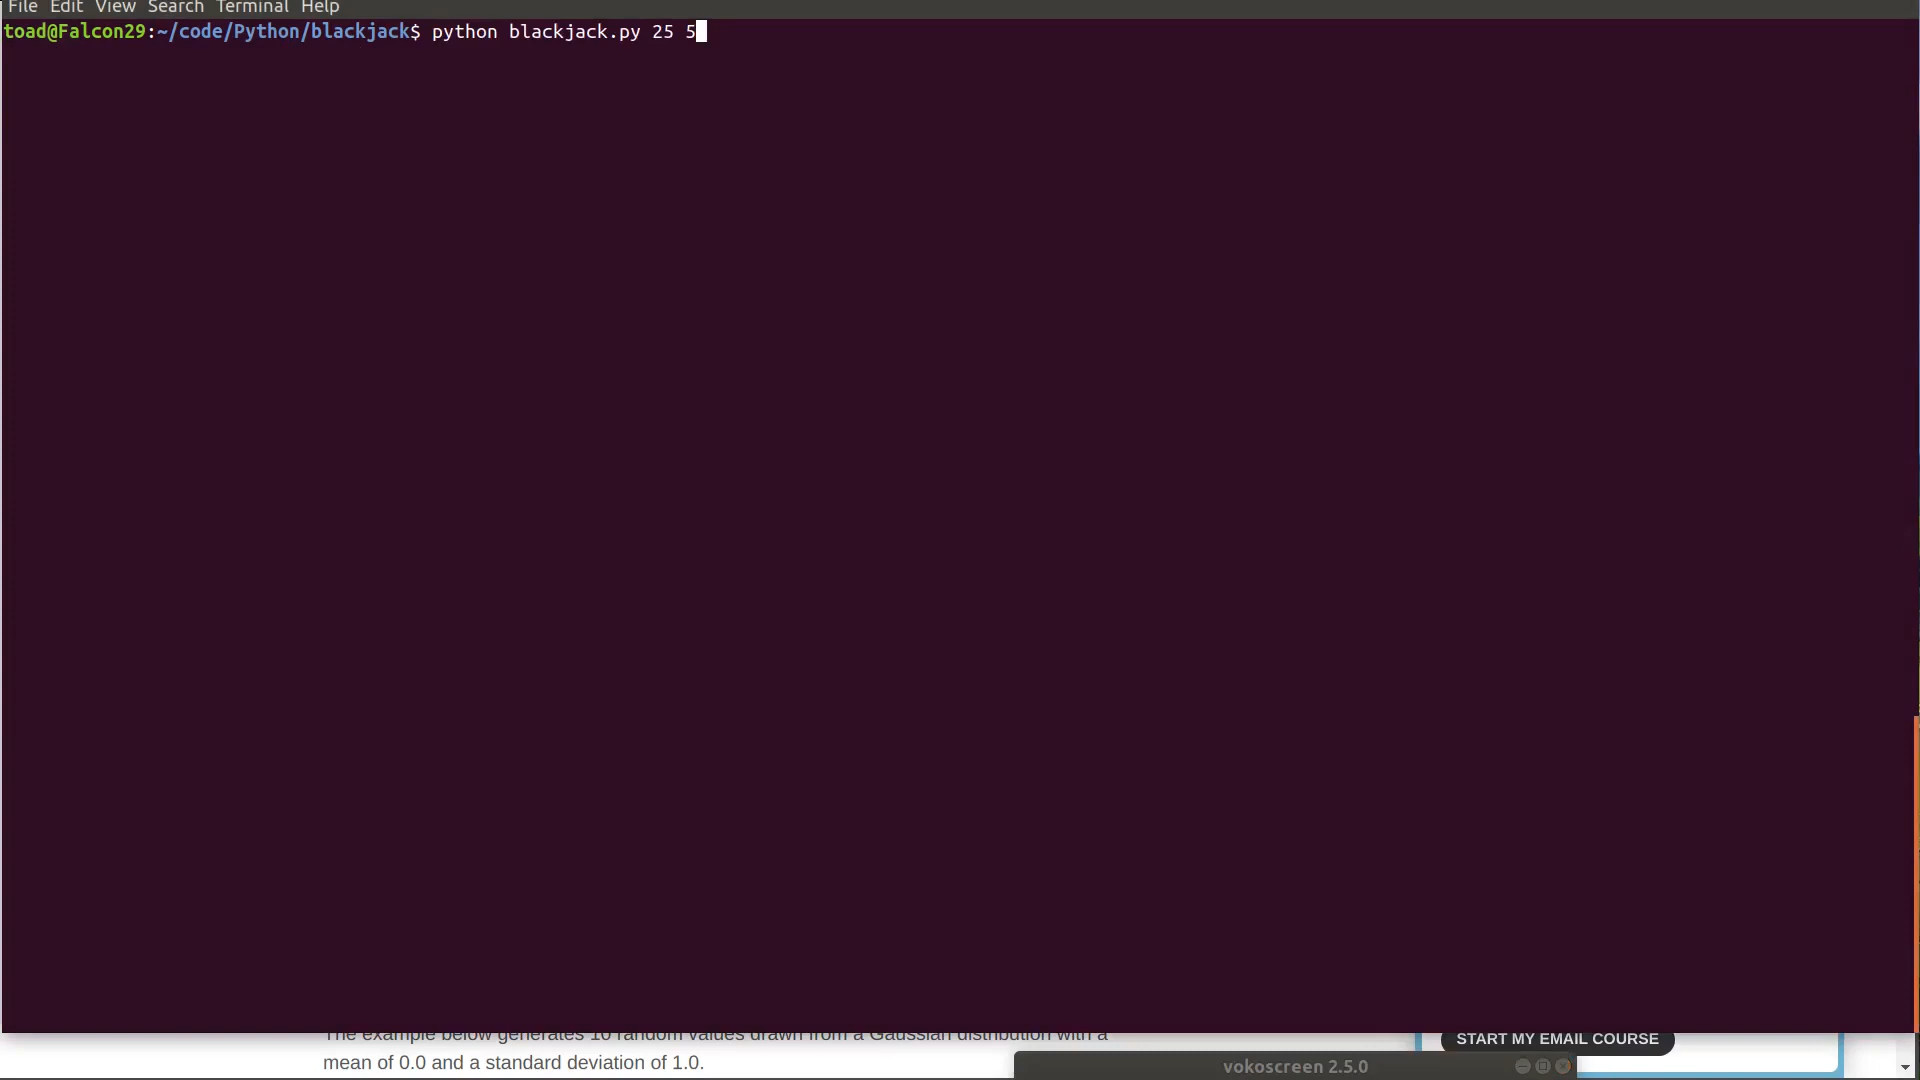 File Edit View Search Terminal Help
toad@Falcon29:~/code/Python/blackjack$ python blackjack.py 25 5
The example below generates 10 random values drawn from a Gaussian distribution with a
mean of 0.0 and a standard deviation of 1.0.
START MY EMAIL COURSE
vokoscreen 2.5.0